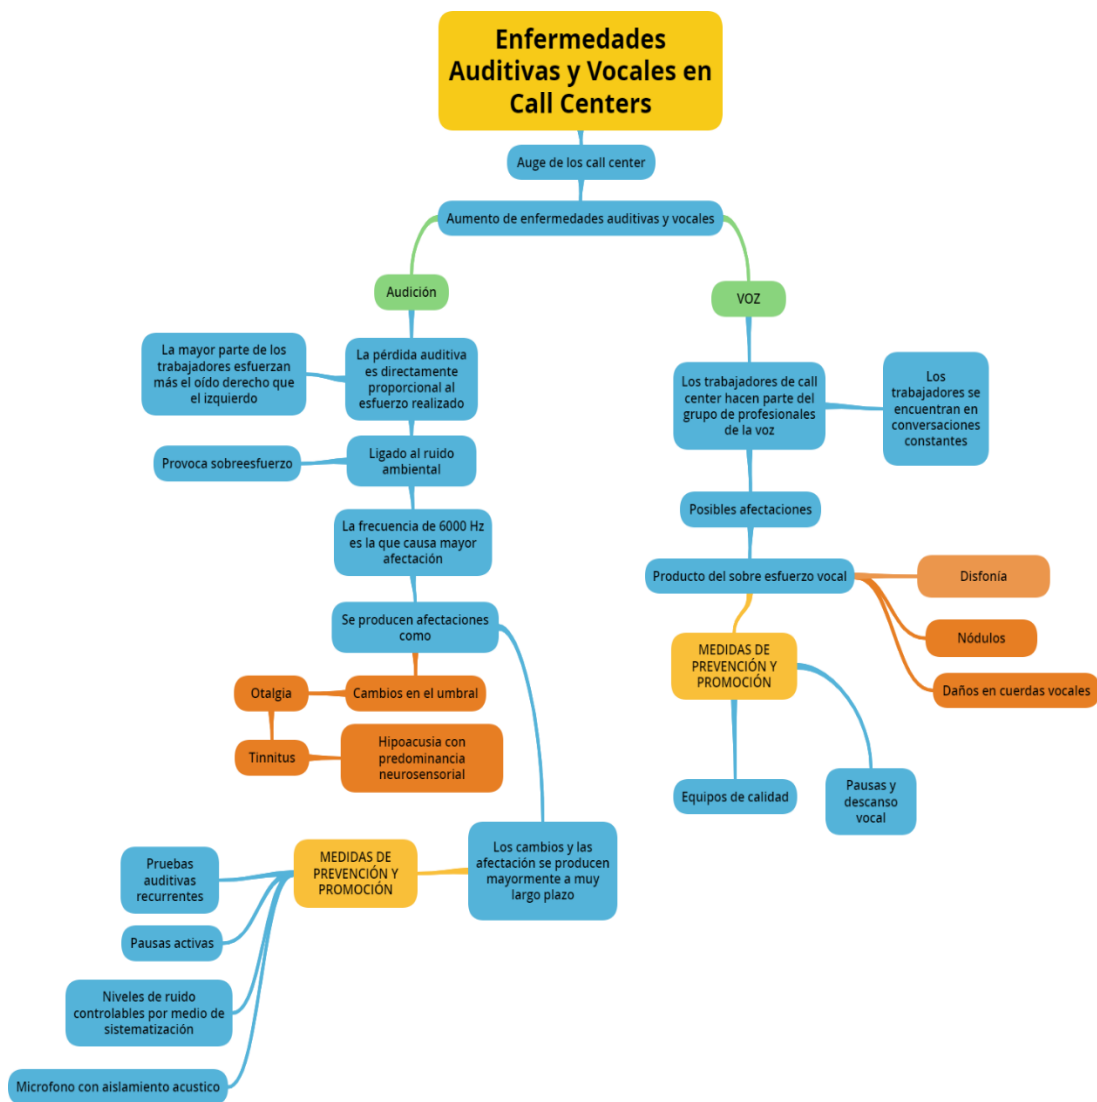 Enfermedades
Auditivas y Vocales en
Call Centers
Auge de los call center
Aumento de enfermedades auditivas y vocales
Audición
La mayor parte de los
trabajadores esfuerzan
más el oído derecho que
el izquierdo
La pérdida auditiva
es directamente
proporcional al
esfuerzo realizado
Provoca sobreesfuerzo
Ligado al ruido
ambiental
La frecuencia de 6000 Hz
es la que causa mayor
afectación
Se producen afectaciones
como
Otalgia
Cambios en el umbral
Tinnitus
Hipoacusia con
predominancia
neurosensorial
Los cambios y las
afectación se producen
mayormente a muy
largo plazo
MEDIDAS DE
PREVENCIÓN Y
PROMOCIÓN
Pruebas
auditivas
recurrentes
Pausas activas
Niveles de ruido
controlables por medio de
sistematización
Microfono con aislamiento acustico
VOZ
Los trabajadores de call
center hacen parte del
grupo de profesionales
de la voz
Los
trabajadores se
encuentran en
conversaciones
constantes
Posibles afectaciones
Producto del sobre esfuerzo vocal
Disfonía
Nódulos
Daños en cuerdas vocales
MEDIDAS DE
PREVENCIÓN Y
PROMOCIÓN
Equipos de calidad
Pausas y
descanso
vocal